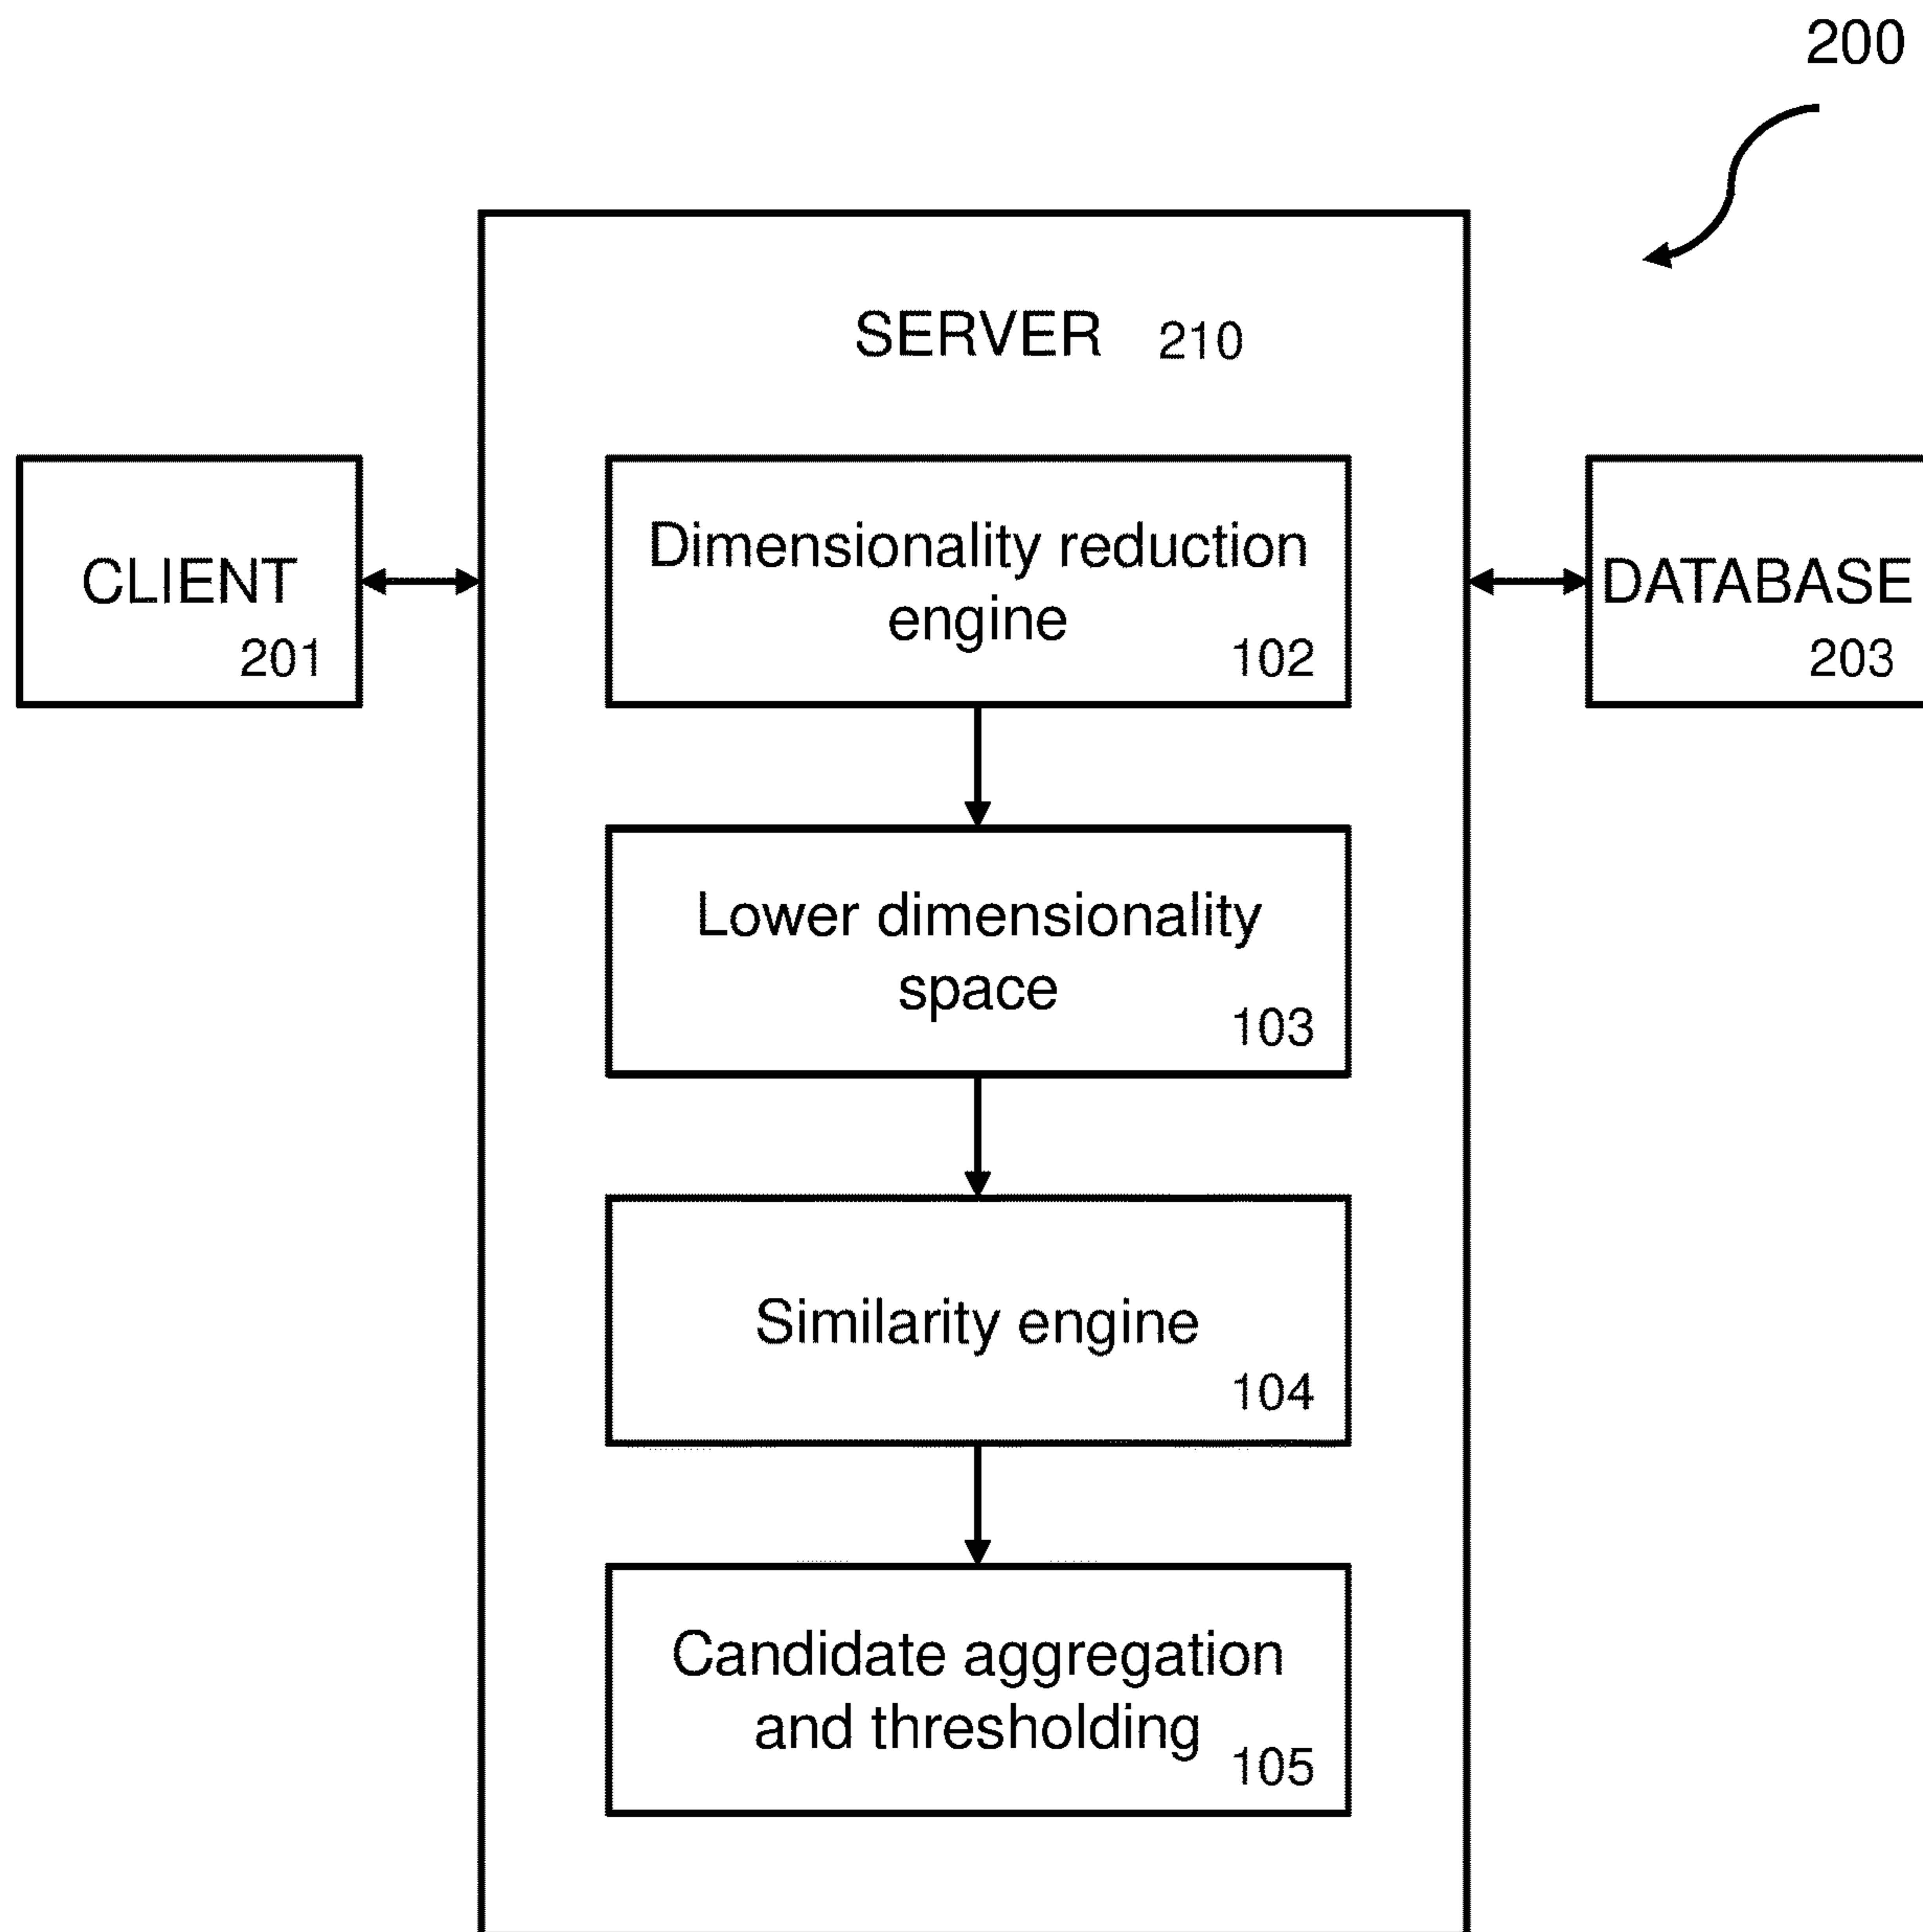 200
SERVER 210
CLIENT
201
Dimensionality reduction
engine
102
DATABASE
203
Lower dimensionality
space
103
Similarity engine
104
Candidate aggregation
and thresholding
105